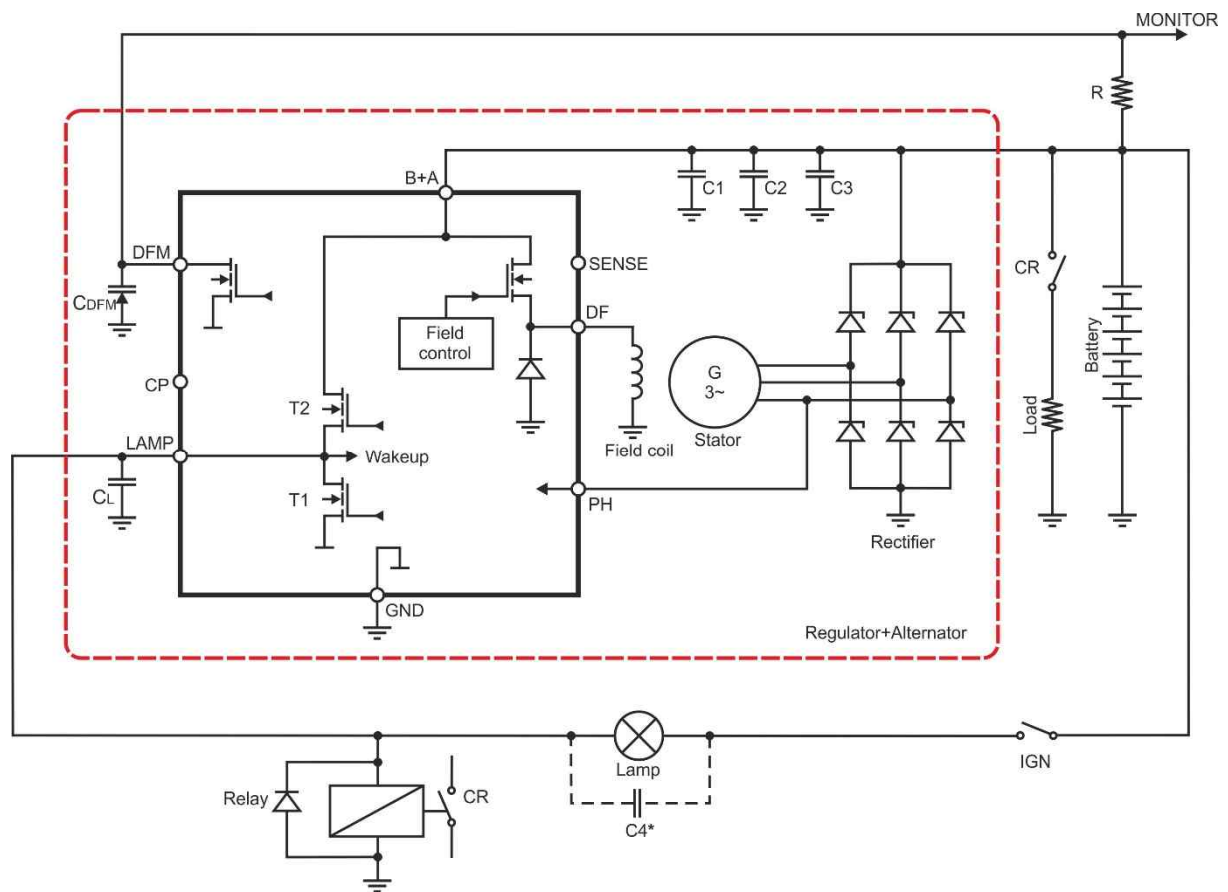 MONITOR
R
B+A
C1
C2
C3
DFM
SENSE
CR
CDFM
DF
Field
control
G
3~
Battery
CP
T2
Load
LAMP
Wakeup
Field coil
Stator
CL
T1
PH
Rectifier
GND
Regulator+Alternator
Lamp
IGN
Relay
CR
C4*